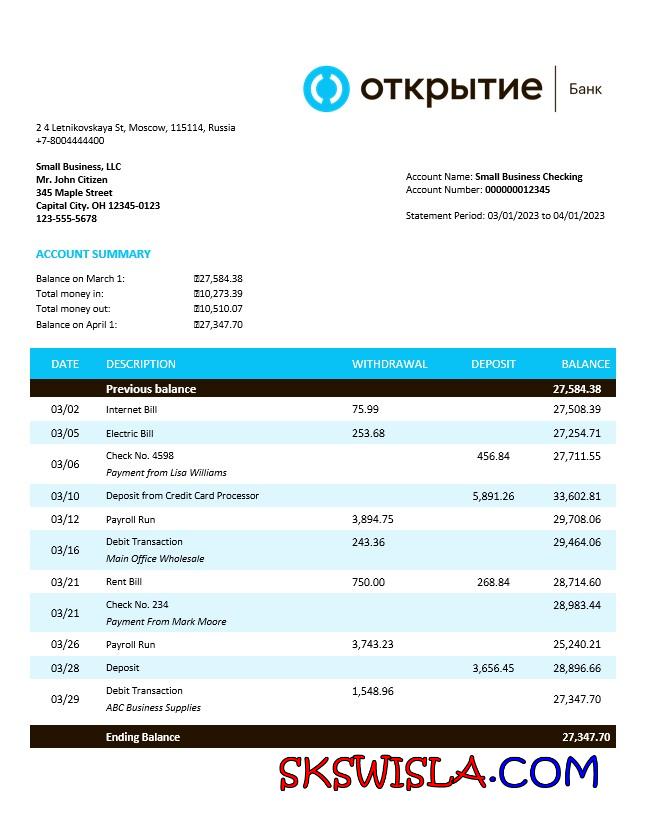 открытие Банк
2 4 Letnikovskaya St, Moscow, 115114, Russia
+7-8004444400
Small Business, LLC
Mr. John Citizen
345 Maple Street
Capital City. OH 12345-0123
123-555-5678
Account Name: Small Business Checking
Account Number: 000000012345
Statement Period: 03/01/2023 to 04/01/2023
ACCOUNT SUMMARY
Balance on March 1: 27,584.38
Total money in: 10,273.39
Total money out: 10,510.07
Balance on April 1: 27,347.70
DATE DESCRIPTION WITHDRAWAL DEPOSIT BALANCE
Previous balance 27,584.38
03/02 Internet Bill 75.99 27,508.39
03/05 Electric Bill 253.68 27,254.71
03/06 Check No. 4598 456.84 27,711.55
Payment from Lisa Williams
03/10 Deposit from Credit Card Processor 5,891.26 33,602.81
03/12 Payroll Run 3,894.75 29,708.06
03/16 Debit Transaction 243.36 29,464.06
Main Office Wholesale
03/21 Rent Bill 750.00 268.84 28,714.60
03/21 Check No. 234 28,983.44
Payment From Mark Moore
03/26 Payroll Run 3,743.23 25,240.21
03/28 Deposit 3,656.45 28,896.66
03/29 Debit Transaction 1,548.96 27,347.70
ABC Business Supplies
Ending Balance 27,347.70
SKSWISLA.COM